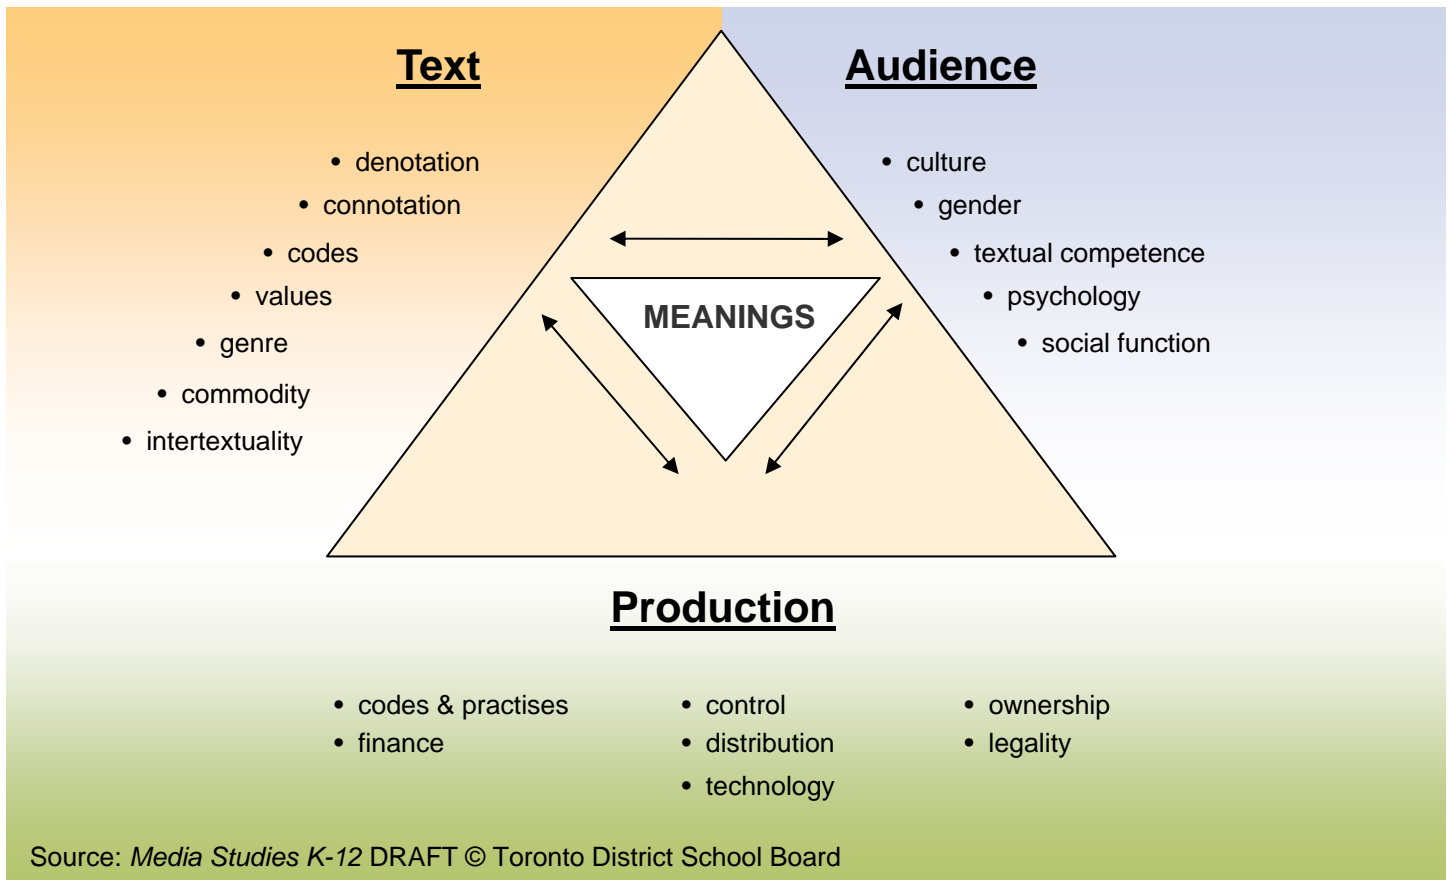 Text
• denotation
• connotation
• codes
• values
• genre
• commodity
• intertextuality
Audience
• culture
• gender
• textual competence
• psychology
• social function
MEANINGS
Production
• codes & practises
• finance
• control
• distribution
• technology
• ownership
• legality
Source: Media Studies K-12 DRAFT © Toronto District School Board